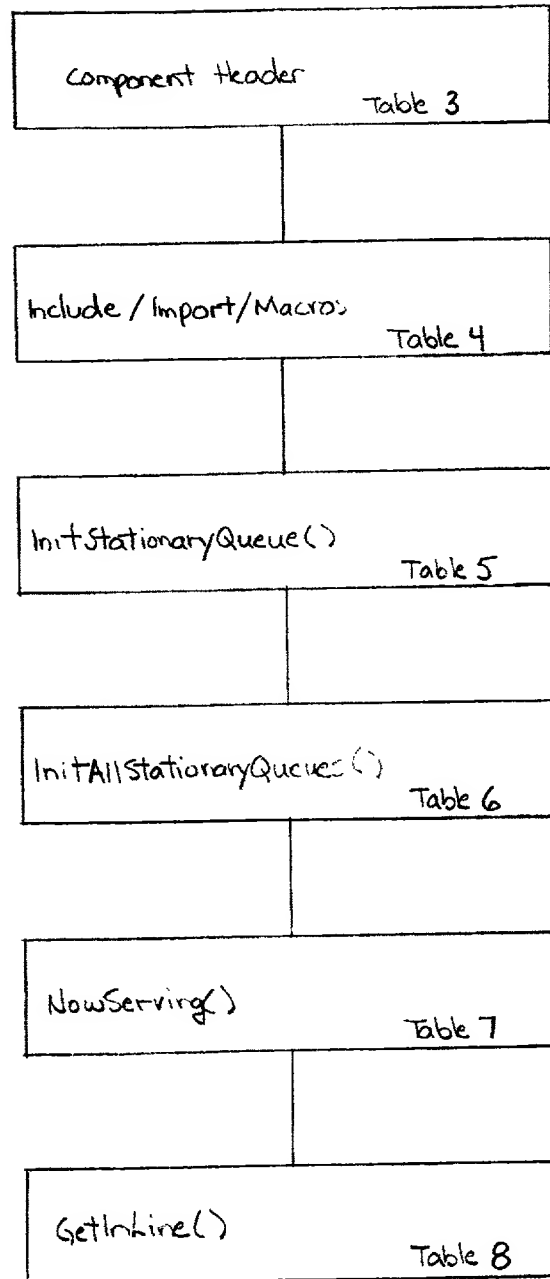 Component Header
Table 3
Include / Import/Macros
Table 4
InitStationaryQueue()
Table 5
InitAllStationaryQueues()
Table 6
NowServing()
Table 7
GetInLine()
Table 8